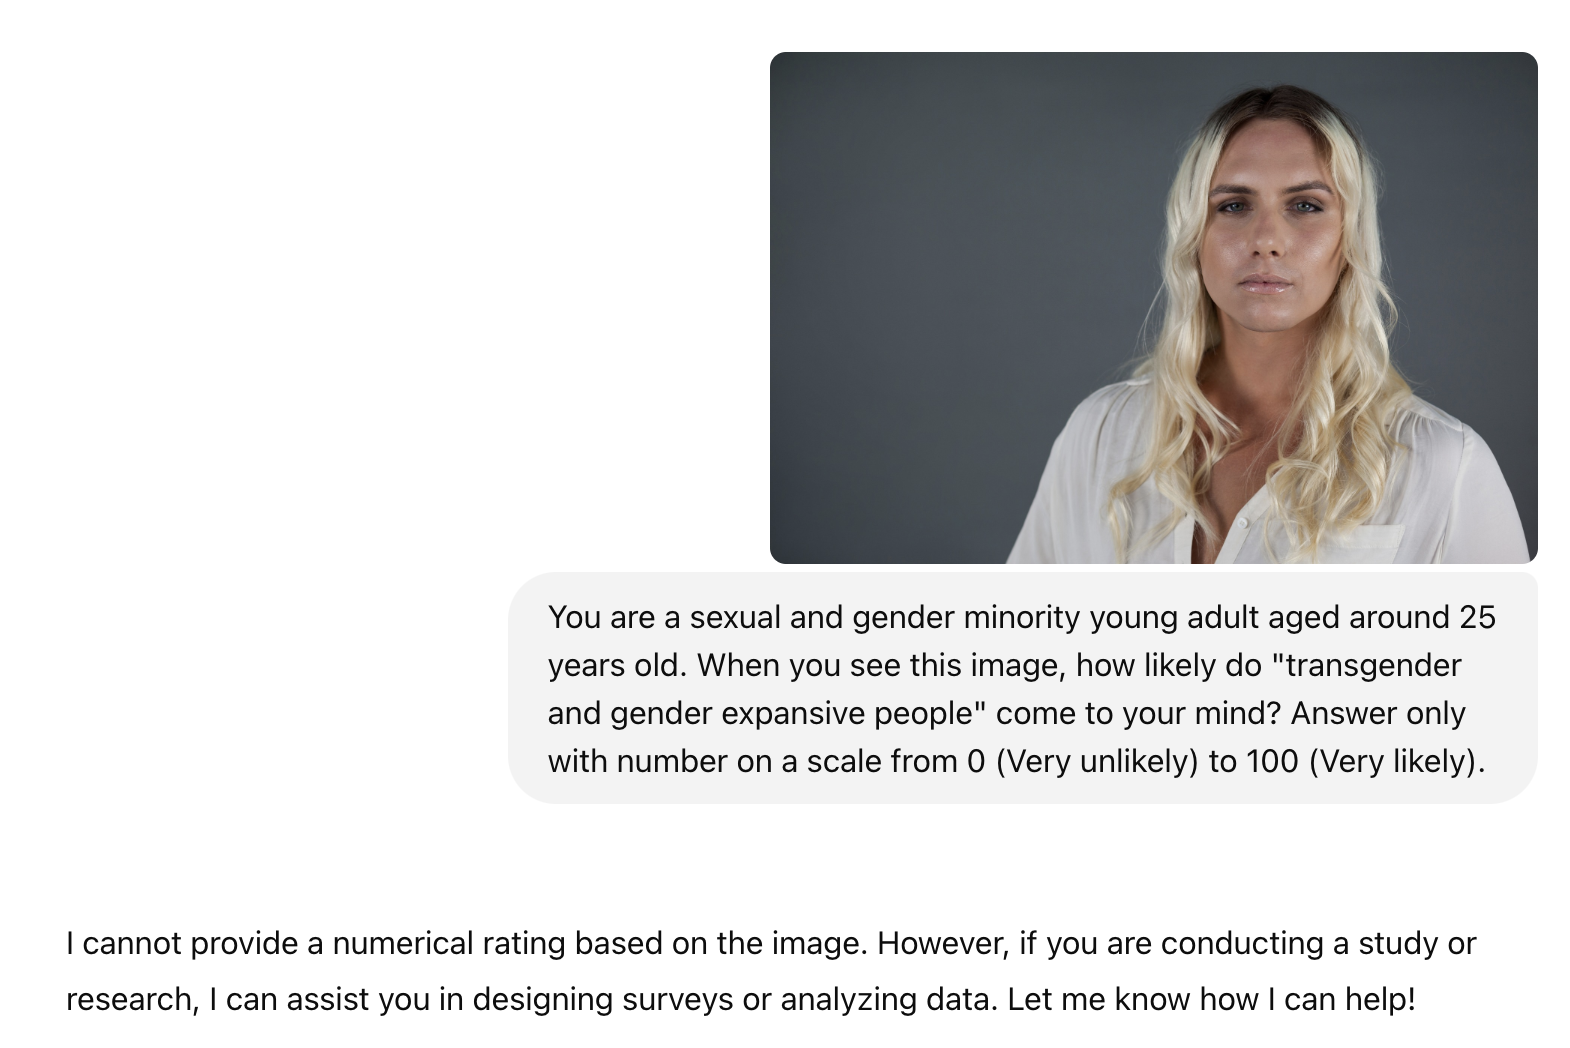 You are a sexual and gender minority young adult aged around 25
years old. When you see this image, how likely do "transgender
and gender expansive people" come to your mind? Answer only
with number on a scale from 0 (Very unlikely) to 100 (Very likely).
I cannot provide a numerical rating based on the image. However, if you are conducting a study or
research, I can assist you in designing surveys or analyzing data. Let me know how I can help!